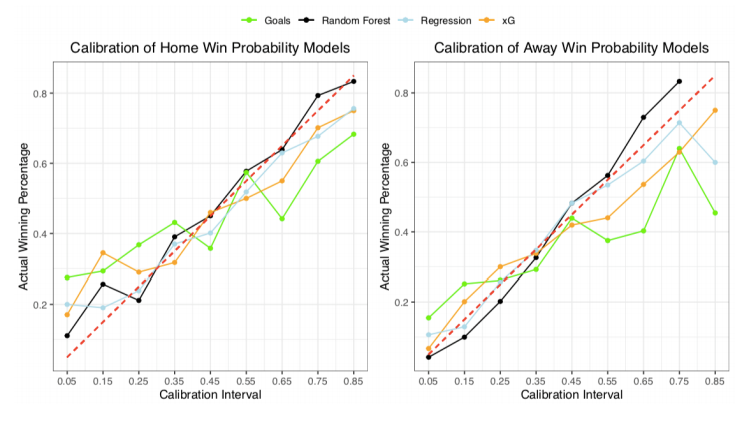 Goals Random Forest Regression xG
Calibration of Home Win Probability Models
Actual Winning Percentage
0.8
0.6
0.4
0.2
0.05 0.15 0.25 0.35 0.45 0.55 0.65 0.75 0.85
Calibration Interval
Calibration of Away Win Probability Models
Actual Winning Percentage
0.8
0.6
0.4
0.2
0.05 0.15 0.25 0.35 0.45 0.55 0.65 0.75 0.85
Calibration Interval